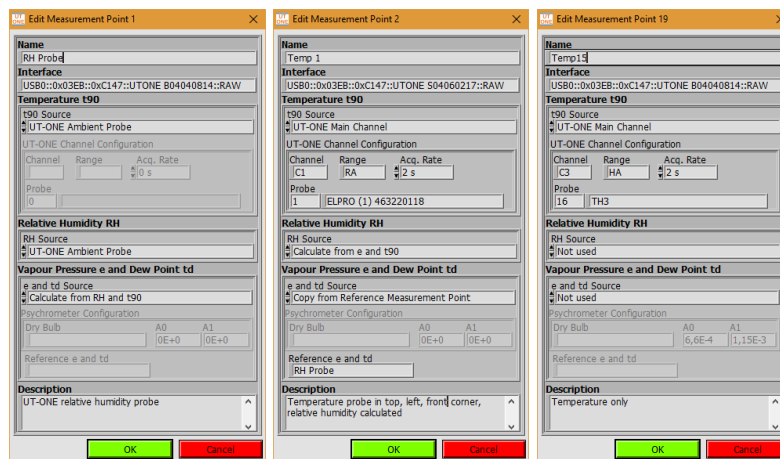 UT ONE Edit Measurement Point 1
Name
RH Probe
Interface
USB0::0x03EB::0xC147::UTONE B04040814::RAW
Temperature t90
t90 Source
UT-ONE Ambient Probe
UT-ONE Channel Configuration
Channel Range Acq. Rate
0 s
Probe
0
Relative Humidity RH
RH Source
UT-ONE Ambient Probe
Vapour Pressure e and Dew Point td
e and td Source
Calculate from RH and t90
Psychrometer Configuration
Dry Bulb A0 A1
0E+0 0E+0
Reference e and td
Description
UT-ONE relative humidity probe
OK Cancel
UT ONE Edit Measurement Point 2
Name
Temp 1
Interface
USB0::0x03EB::0xC147::UTONE S04060217::RAW
Temperature t90
t90 Source
UT-ONE Main Channel
UT-ONE Channel Configuration
Channel Range Acq. Rate
C1 RA 2 s
Probe
1 ELPRO (1) 463220118
Relative Humidity RH
RH Source
Calculate from e and t90
Vapour Pressure e and Dew Point td
e and td Source
Copy from Reference Measurement Point
Psychrometer Configuration
Dry Bulb A0 A1
0E+0 0E+0
Reference e and td
RH Probe
Description
Temperature probe in top, left, front corner,
relative humidity calculated
OK Cancel
UT ONE Edit Measurement Point 19
Name
Temp15
Interface
USB0::0x03EB::0xC147::UTONE B04040814::RAW
Temperature t90
t90 Source
UT-ONE Main Channel
UT-ONE Channel Configuration
Channel Range Acq. Rate
C3 HA 2 s
Probe
16 TH3
Relative Humidity RH
RH Source
Not used
Vapour Pressure e and Dew Point td
e and td Source
Not used
Psychrometer Configuration
Dry Bulb A0 A1
6,6E-4 1,15E-3
Reference e and td
Description
Temperature only
OK Cancel